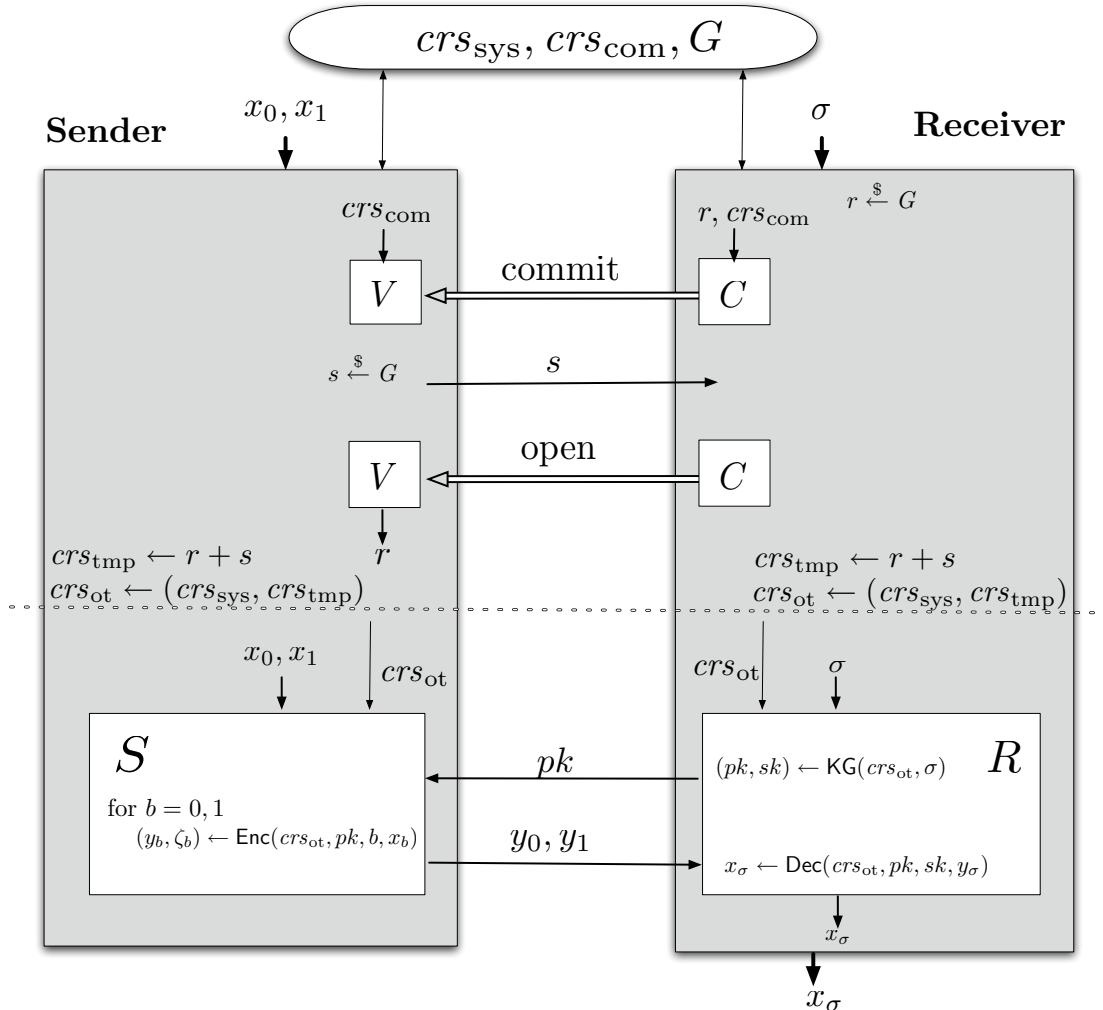 crs_sys, crs_com, G
x_0, x_1
σ
Sender
Receiver
r ←$ G
crs_com
r, crs_com
commit
V
C
s ←$ G
s
open
V
C
r
crs_tmp ← r + s
crs_ot ← (crs_sys, crs_tmp)
crs_tmp ← r + s
crs_ot ← (crs_sys, crs_tmp)
x_0, x_1
crs_ot
crs_ot
σ
S
for b = 0, 1
(y_b, ζ_b) ← Enc(crs_ot, pk, b, x_b)
pk
y_0, y_1
R
(pk, sk) ← KG(crs_ot, σ)
x_σ ← Dec(crs_ot, pk, sk, y_σ)
x_σ
x_σ